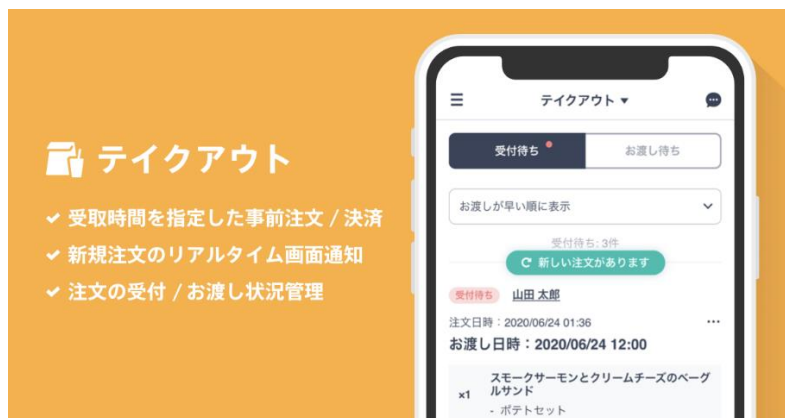 テイクアウト
受取時間を指定した事前注文 / 決済
新規注文のリアルタイム画面通知
注文の受付 / お渡し状況管理
テイクアウト ▾
受付待ち
お渡し待ち
お渡しが早い順に表示
受付待ち: 3件
新しい注文があります
受付待ち 山田 太郎
注文日時：2020/06/24 01:36
お渡し日時：2020/06/24 12:00
x1 スモークサーモンとクリームチーズのベーグ
ルサンド
- ポテトセット